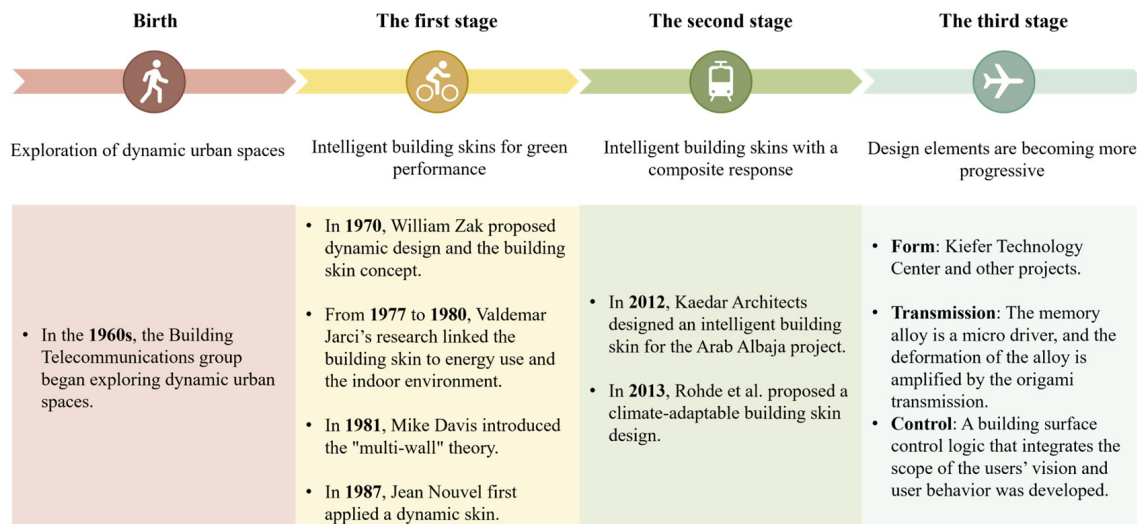 Birth
The first stage
The second stage
The third stage
Exploration of dynamic urban spaces
Intelligent building skins for green
performance
Intelligent building skins with a
composite response
Design elements are becoming more
progressive
• In the 1960s, the Building
Telecommunications group
began exploring dynamic urban
spaces.
• In 1970, William Zak proposed
dynamic design and the building
skin concept.
• From 1977 to 1980, Valdemar
Jarci’s research linked the
building skin to energy use and
the indoor environment.
• In 1981, Mike Davis introduced
the "multi-wall" theory.
• In 1987, Jean Nouvel first
applied a dynamic skin.
• In 2012, Kaedar Architects
designed an intelligent building
skin for the Arab Albaja project.
• In 2013, Rohde et al. proposed a
climate-adaptable building skin
design.
• Form: Kiefer Technology
Center and other projects.
• Transmission: The memory
alloy is a micro driver, and the
deformation of the alloy is
amplified by the origami
transmission.
• Control: A building surface
control logic that integrates the
scope of the users’ vision and
user behavior was developed.